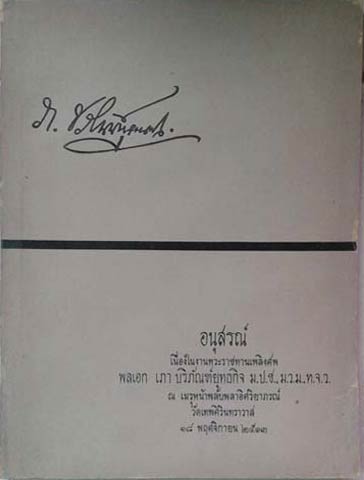 อนุสรณ์
เนื่องในงานพระราชทานเพลิงศพ
พลเอก เภา บริภัณฑ์ยุทธกิจ ม.ป.ช., ม.ว.ม., ท.จ.ว.
ณ เมรุหน้าพลับพลาอิศริยาภรณ์
วัดเทพศิรินทราวาส
๑๘ พฤศจิกายน ๒๕๑๓